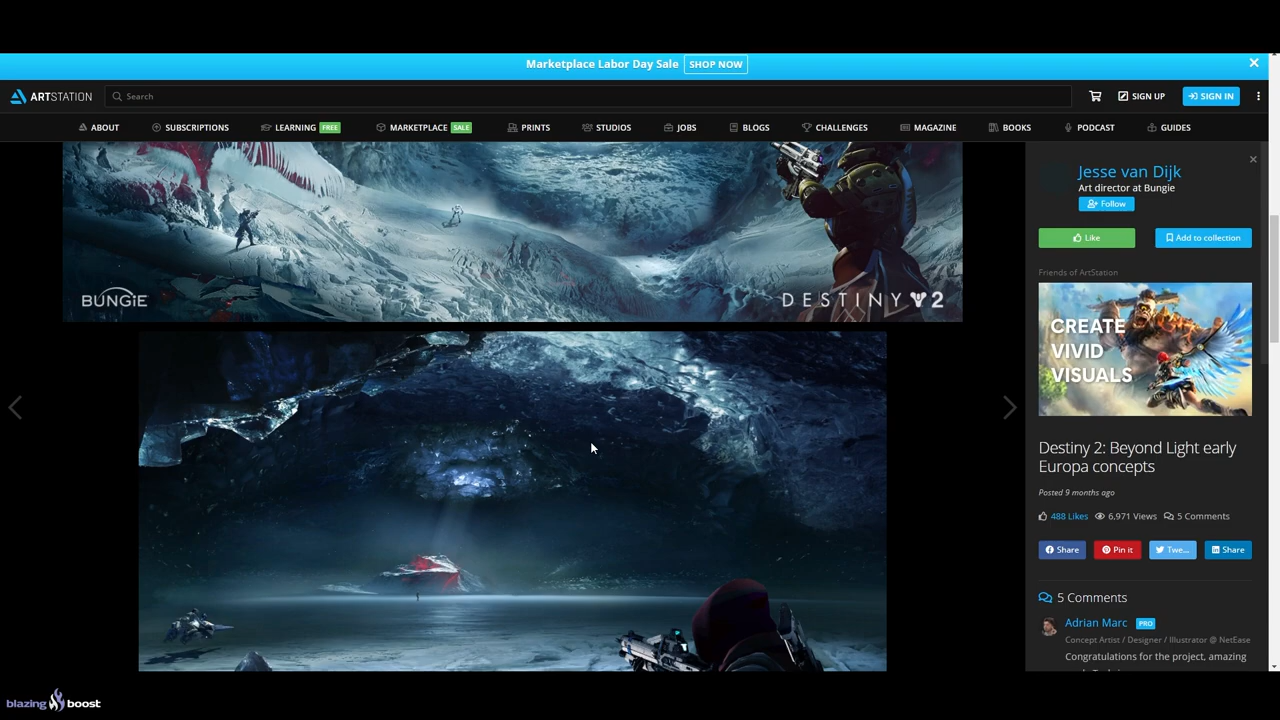 Marketplace Labor Day Sale SHOP NOW
ARTSTATION Search SIGN UP SIGN IN
ABOUT SUBSCRIPTIONS LEARNING FREE MARKETPLACE SALE PRINTS STUDIOS JOBS BLOGS CHALLENGES MAGAZINE BOOKS PODCAST GUIDES
BUNGiE DESTINY 2
Jesse van Dijk
Art director at Bungie
Follow
Like Add to collection
Friends of ArtStation
CREATE
VIVID
VISUALS
Destiny 2: Beyond Light early
Europa concepts
Posted 9 months ago
488 Likes 6,971 Views 5 Comments
Share Pin it Twe... Share
5 Comments
Adrian Marc PRO
Concept Artist / Designer / Illustrator @ NetEase
Congratulations for the project, amazing
blazing boost